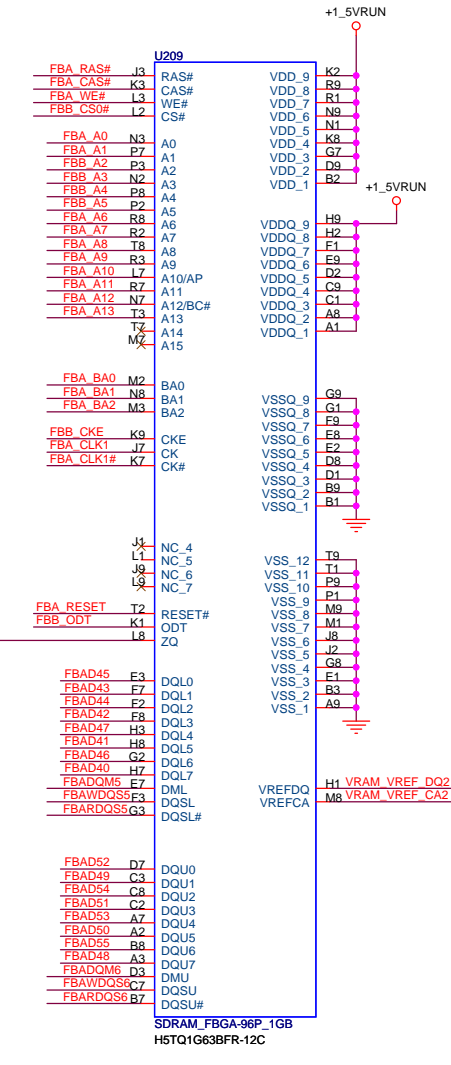 +1_5VRUN
U209
FBA_RAS# J3 RAS# VDD_9 K2
FBA_CAS# K3 CAS# VDD_8 R9
FBA_WE# L3 WE# VDD_7 R1
FBB_CS0# L2 CS# VDD_6 N9
VDD_5 N1
FBA_A0 N3 A0 VDD_4 K8
FBA_A1 P7 A1 VDD_3 G7
FBB_A2 P3 A2 VDD_2 D9
FBB_A3 N2 A3 VDD_1 B2
+1_5VRUN
FBB_A4 P8 A4
FBB_A5 P2 A5
FBA_A6 R8 A6 VDDQ_9 H9
FBA_A7 R2 A7 VDDQ_8 H2
FBA_A8 T8 A8 VDDQ_7 F1
FBA_A9 R3 A9 VDDQ_6 E9
FBA_A10 L7 A10/AP VDDQ_5 D2
FBA_A11 R7 A11 VDDQ_4 C9
FBA_A12 N7 A12/BC# VDDQ_3 C1
FBA_A13 T3 A13 VDDQ_2 A8
T7 A14 VDDQ_1 A1
M7 A15
FBA_BA0 M2 BA0
FBA_BA1 N8 BA1 VSSQ_9 G9
FBA_BA2 M3 BA2 VSSQ_8 G1
VSSQ_7 F9
FBB_CKE K9 CKE VSSQ_6 E8
FBA_CLK1 J7 CK VSSQ_5 E2
FBA_CLK1# K7 CK# VSSQ_4 D8
VSSQ_3 D1
VSSQ_2 B9
VSSQ_1 B1
J1 NC_4
L1 NC_5 VSS_12 T9
J9 NC_6 VSS_11 T1
L9 NC_7 VSS_10 P9
VSS_9 P1
FBA_RESET T2 RESET# VSS_8 M9
FBB_ODT K1 ODT VSS_7 M1
L8 ZQ VSS_6 J8
VSS_5 J2
VSS_4 G8
FBAD45 E3 DQL0 VSS_3 E1
FBAD43 F7 DQL1 VSS_2 B3
FBAD44 F2 DQL2 VSS_1 A9
FBAD42 F8 DQL3
FBAD47 H3 DQL4
FBAD41 H8 DQL5
FBAD46 G2 DQL6
FBAD40 H7 DQL7
FBADQM5 E7 DML VREFDQ H1 VRAM_VREF_DQ2
FBAWDQS5 F3 DQSL VREFCA M8 VRAM_VREF_CA2
FBARDQS5 G3 DQSL#
FBAD52 D7 DQU0
FBAD49 C3 DQU1
FBAD54 C8 DQU2
FBAD51 C2 DQU3
FBAD53 A7 DQU4
FBAD50 A2 DQU5
FBAD55 B8 DQU6
FBAD48 A3 DQU7
FBADQM6 D3 DMU
FBAWDQS6 C7 DQSU
FBARDQS6 B7 DQSU#
SDRAM_FBGA-96P_1GB
H5TQ1G63BFR-12C